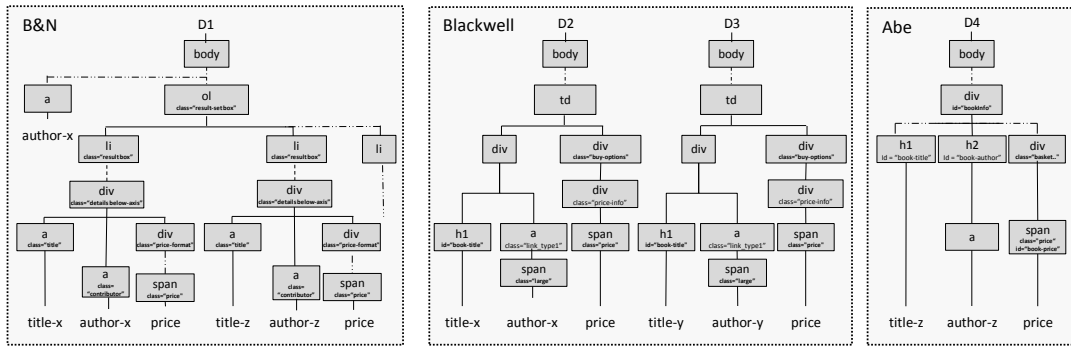 B&N
D1
body
a
ol
class="result-set box"
author-x
li
class="result box"
li
class="result box"
li
div
class="details below-axis"
div
class="details below-axis"
a
class="title"
div
class="price-format"
a
class="title"
div
class="price-format"
a
class=
"contributor"
span
class="price"
a
class=
"contributor"
span
class="price"
title-x
author-x
price
title-z
author-z
price
Blackwell
D2
D3
body
body
td
td
div
div
class="buy-options"
div
div
class="buy-options"
div
class="price-info"
div
class="price-info"
h1
id="book-title"
a
class="link_type1"
span
class="price"
h1
id="book-title"
a
class="link_type1"
span
class="price"
span
class="large"
span
class="large"
title-x
author-x
price
title-y
author-y
price
Abe
D4
body
div
id="bookInfo"
h1
id = "book-title"
h2
id = "book-author"
div
class="basket.."
a
span
class="price"
id="book-price"
title-z
author-z
price